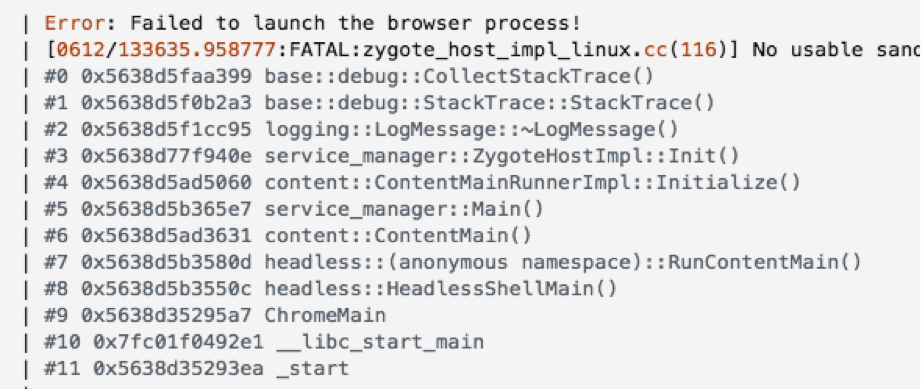 | Error: Failed to launch the browser process!
| [0612/133635.958777:FATAL:zygote_host_impl_linux.cc(116)] No usable sand
| #0 0x5638d5faa399 base::debug::CollectStackTrace()
| #1 0x5638d5f0b2a3 base::debug::StackTrace::StackTrace()
| #2 0x5638d5f1cc95 logging::LogMessage::~LogMessage()
| #3 0x5638d77f940e service_manager::ZygoteHostImpl::Init()
| #4 0x5638d5ad5060 content::ContentMainRunnerImpl::Initialize()
| #5 0x5638d5b365e7 service_manager::Main()
| #6 0x5638d5ad3631 content::ContentMain()
| #7 0x5638d5b3580d headless::(anonymous namespace)::RunContentMain()
| #8 0x5638d5b3550c headless::HeadlessShellMain()
| #9 0x5638d35295a7 ChromeMain
| #10 0x7fc01f0492e1 __libc_start_main
| #11 0x5638d35293ea _start